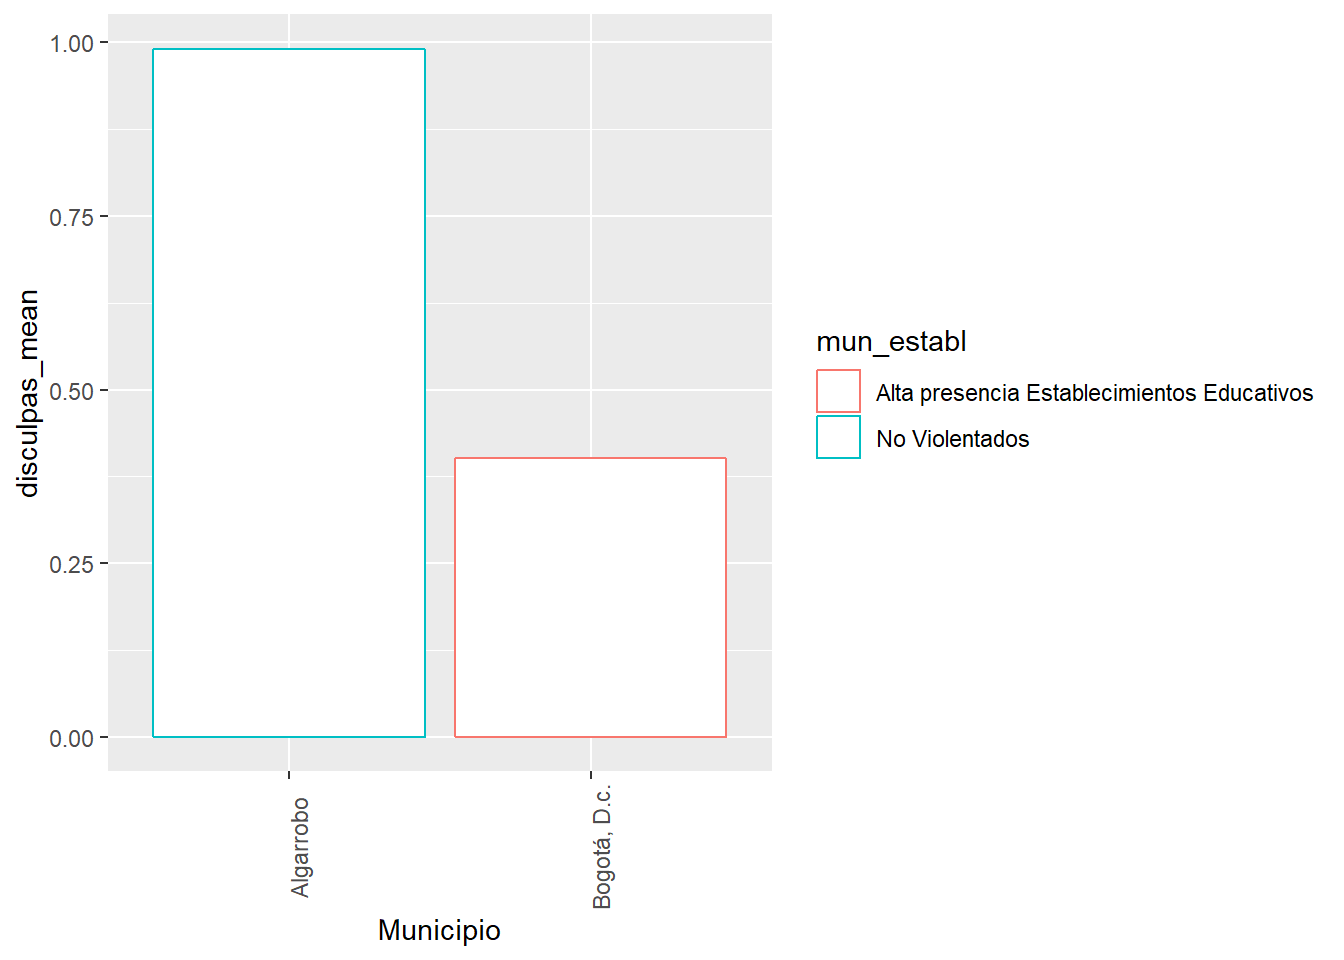 1.00
0.75
0.50
0.25
0.00
disculpas_mean
Algarrobo
Bogotá, D.c.
Municipio
mun_establ
Alta presencia Establecimientos Educativos
No Violentados